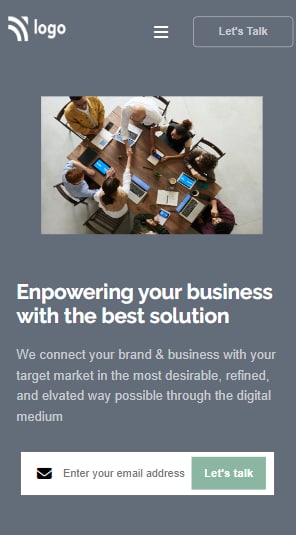 logo
Let's Talk
Enpowering your business
with the best solution
We connect your brand & business with your
target market in the most desirable, refined,
and elvated way possible through the digital
medium
Enter your email address
Let's talk